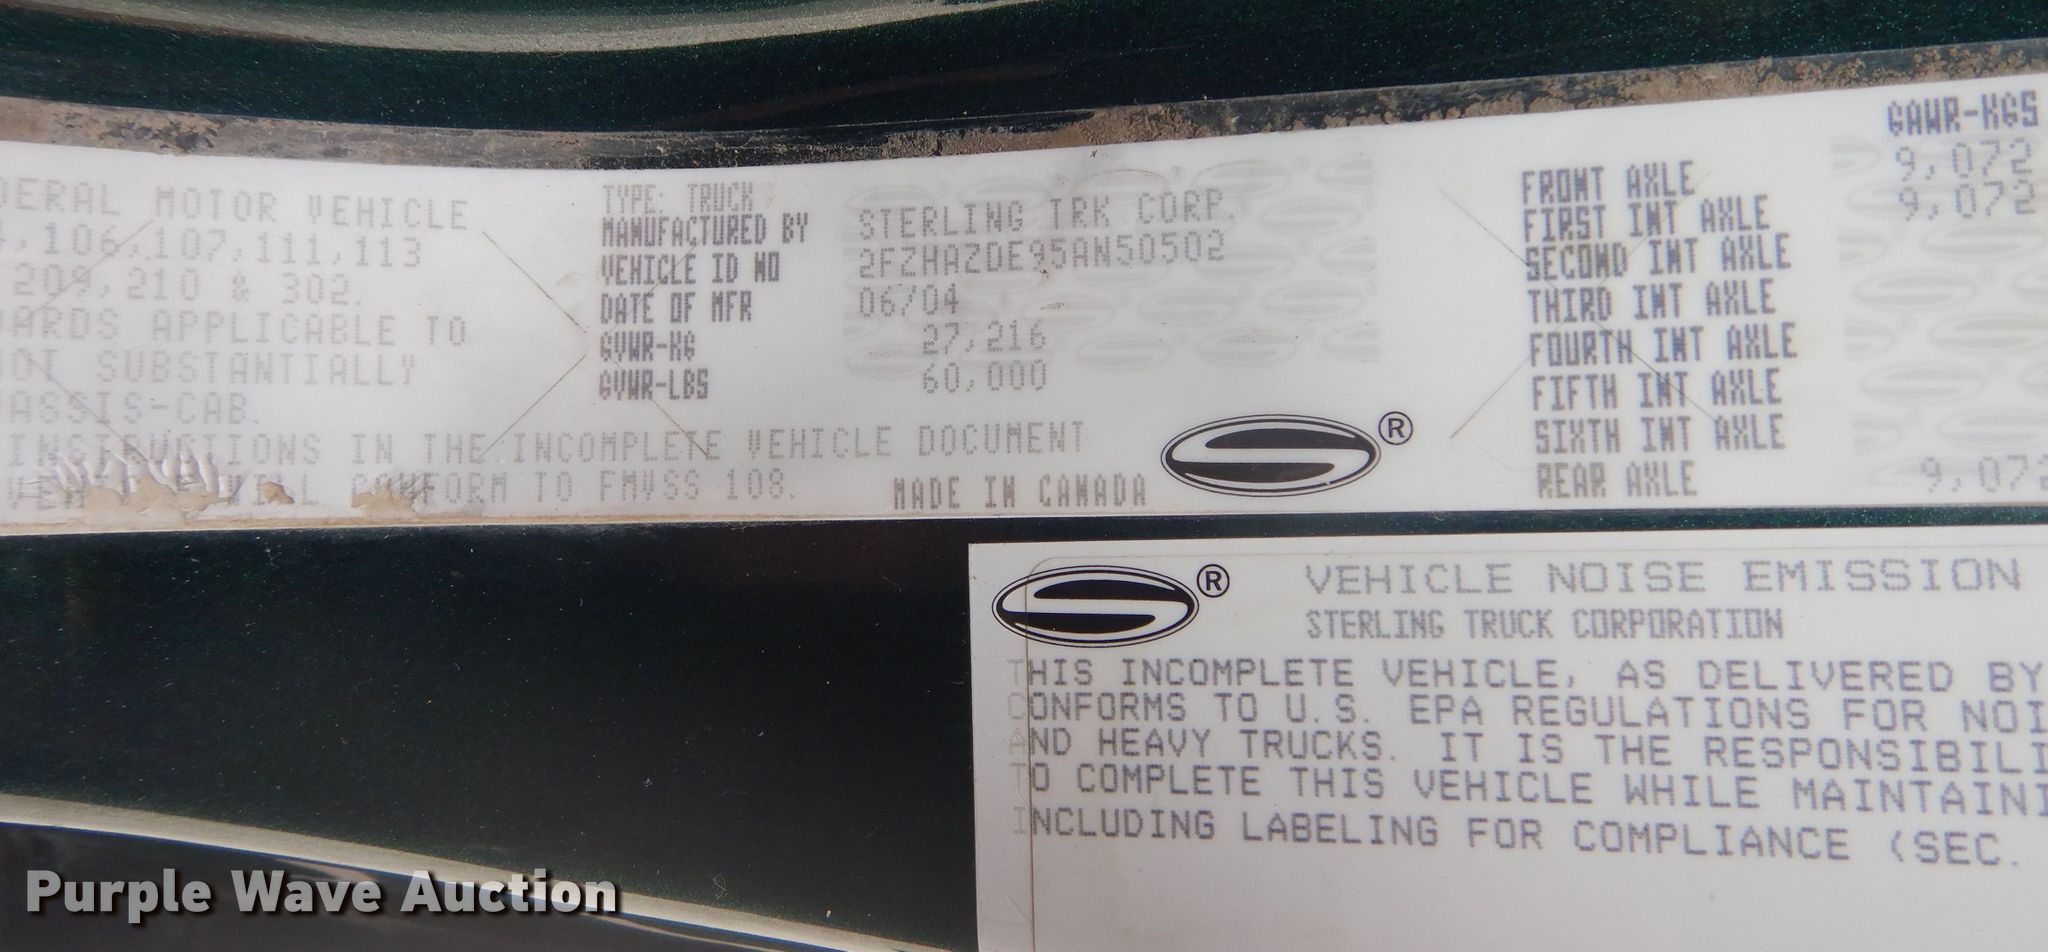 DERAL MOTOR VEHICLE
,106,107,111,113
209,210 & 302.
ARDS APPLICABLE TO
NOT SUBSTANTIALLY
HASSIS-CAB.
INSTRUCTIONS IN THE INCOMPLETE VEHICLE DOCUMENT
WILL CONFORM TO FMVSS 108.
TYPE: TRUCK
MANUFACTURED BY STERLING TRK CORP.
VEHICLE ID NO 2FZHAZDE95AN50502
DATE OF MFR 06/04
GVWR-KG 27,216
GVWR-LBS 60,000
MADE IN CANADA
®
GAWR-KGS
FRONT AXLE 9,072
FIRST INT AXLE 9,072
SECOND INT AXLE
THIRD INT AXLE
FOURTH INT AXLE
FIFTH INT AXLE
SIXTH INT AXLE
REAR AXLE 9,072
® VEHICLE NOISE EMISSION
STERLING TRUCK CORPORATION
THIS INCOMPLETE VEHICLE, AS DELIVERED BY
CONFORMS TO U.S. EPA REGULATIONS FOR NOI
AND HEAVY TRUCKS. IT IS THE RESPONSIBILI
TO COMPLETE THIS VEHICLE WHILE MAINTAINI
INCLUDING LABELING FOR COMPLIANCE (SEC.
Purple Wave Auction